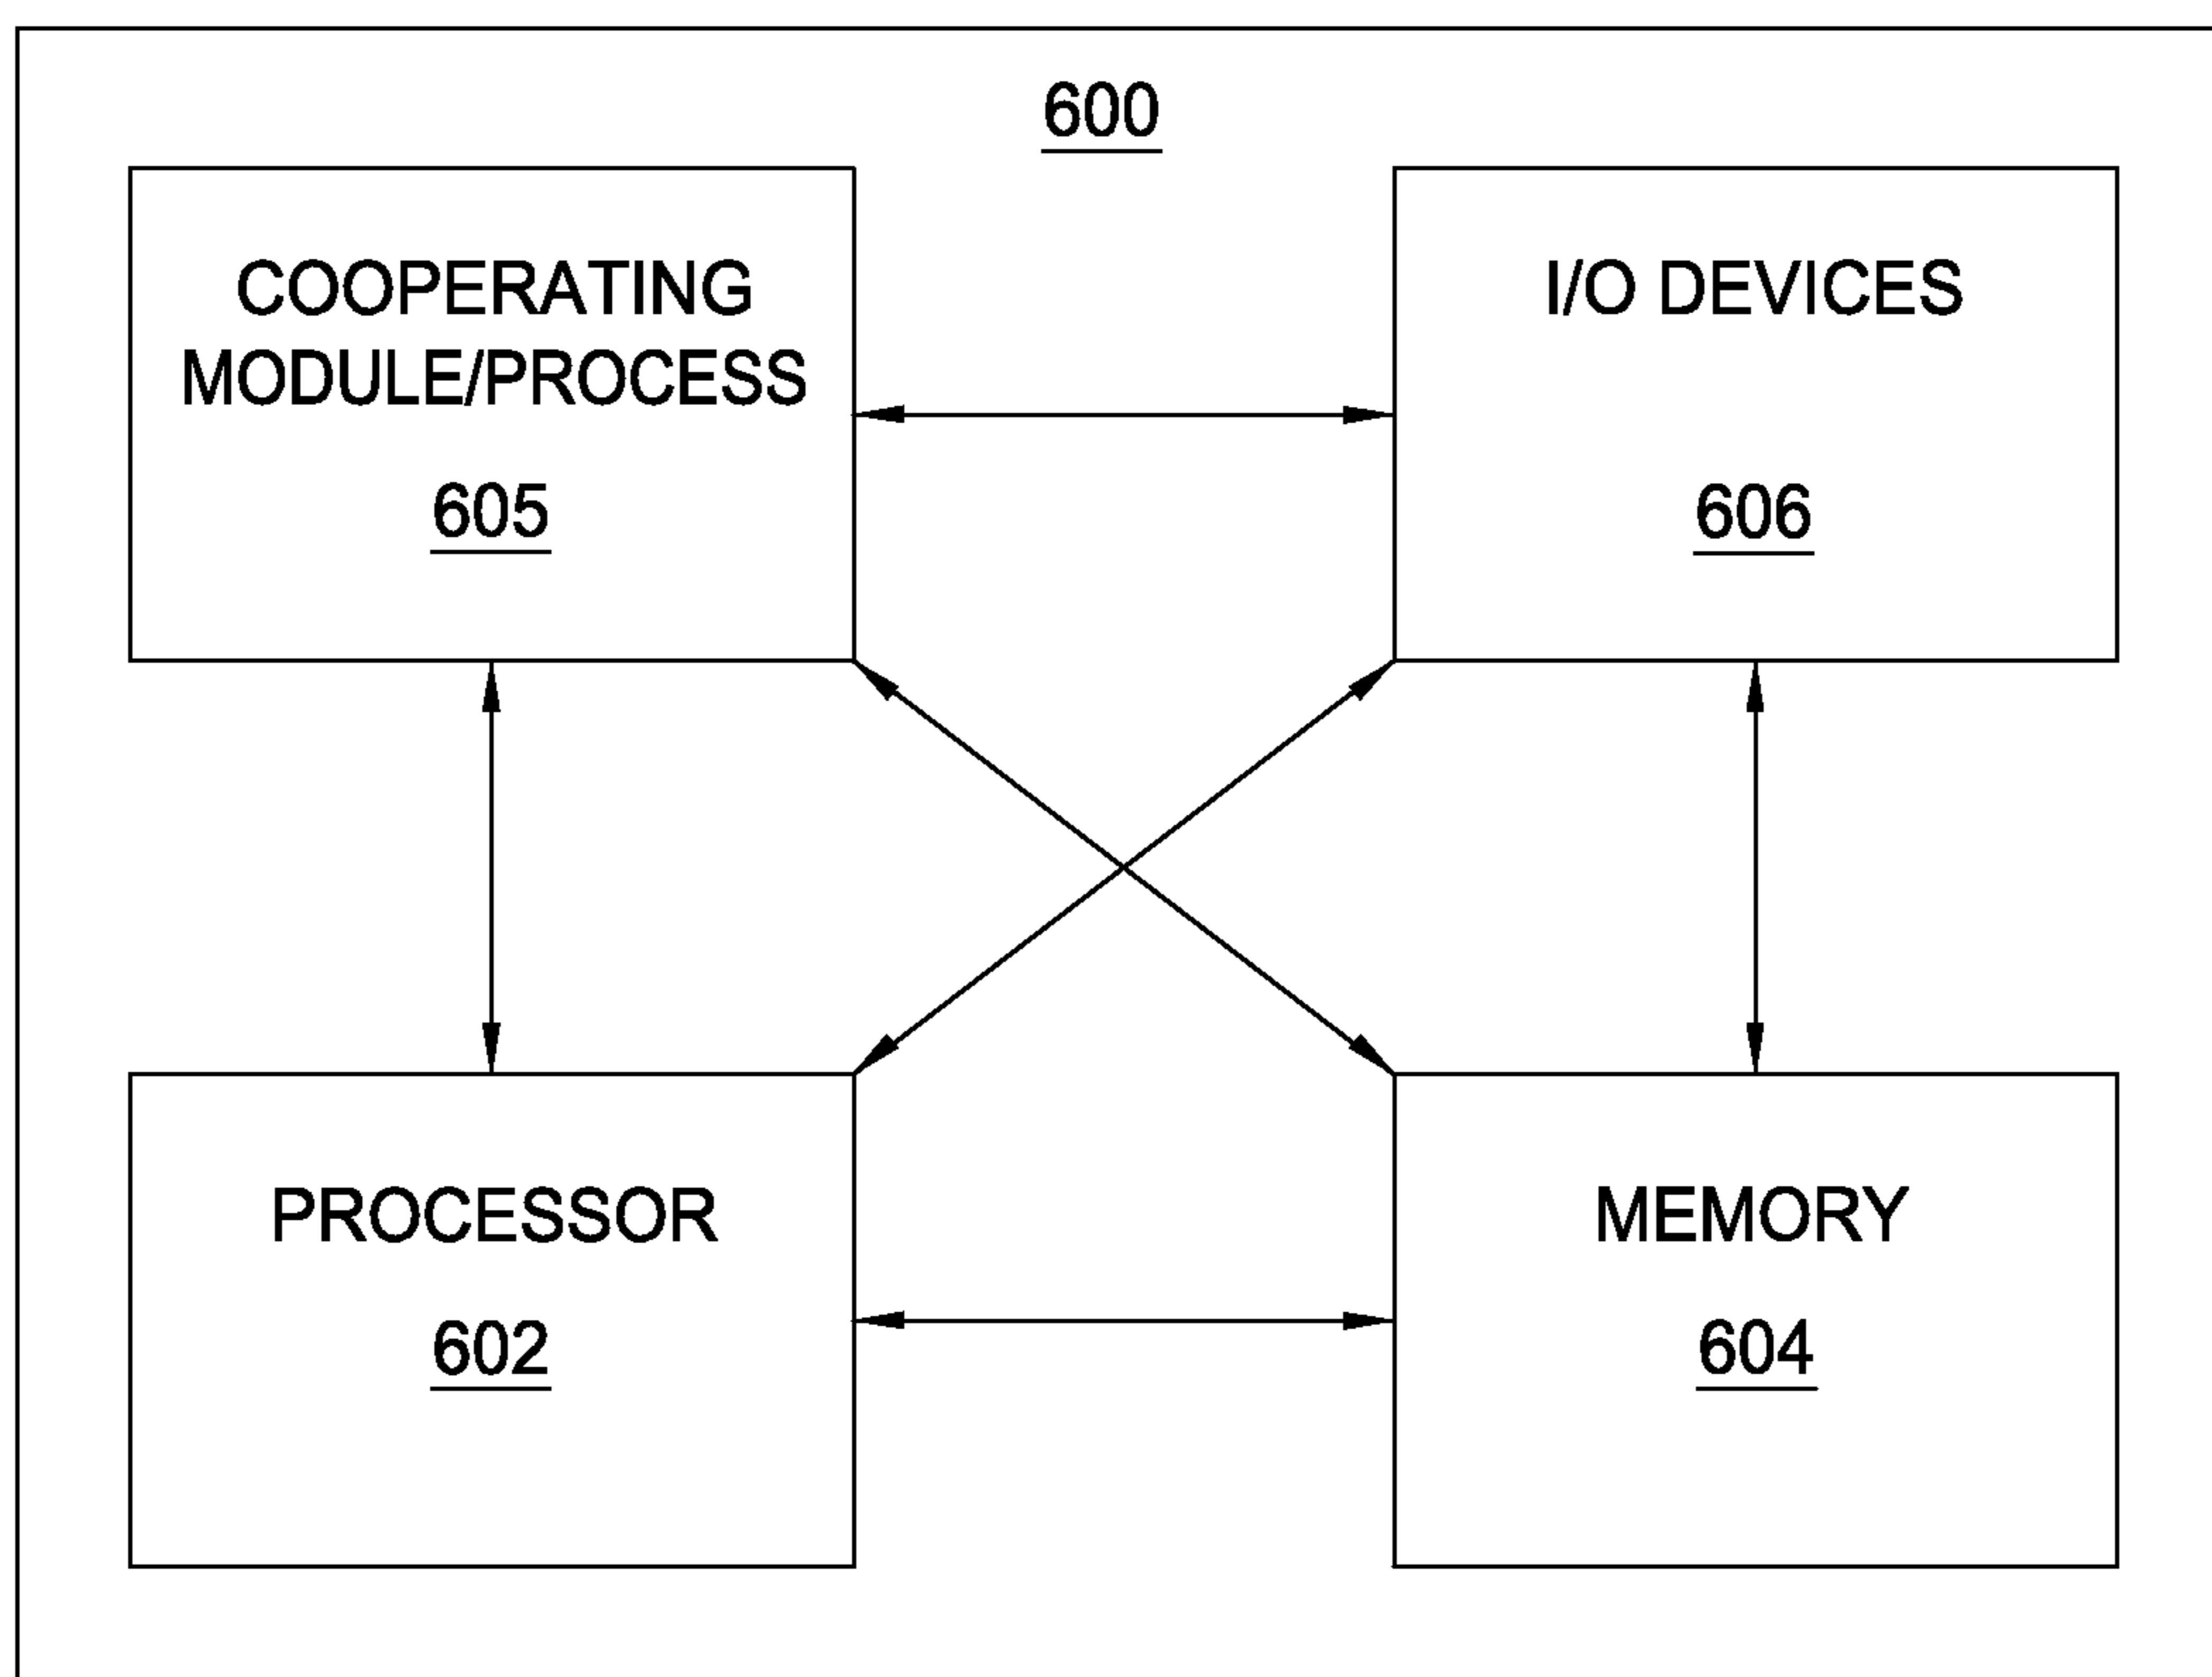 600
COOPERATING
MODULE/PROCESS
605
I/O DEVICES
606
PROCESSOR
602
MEMORY
604